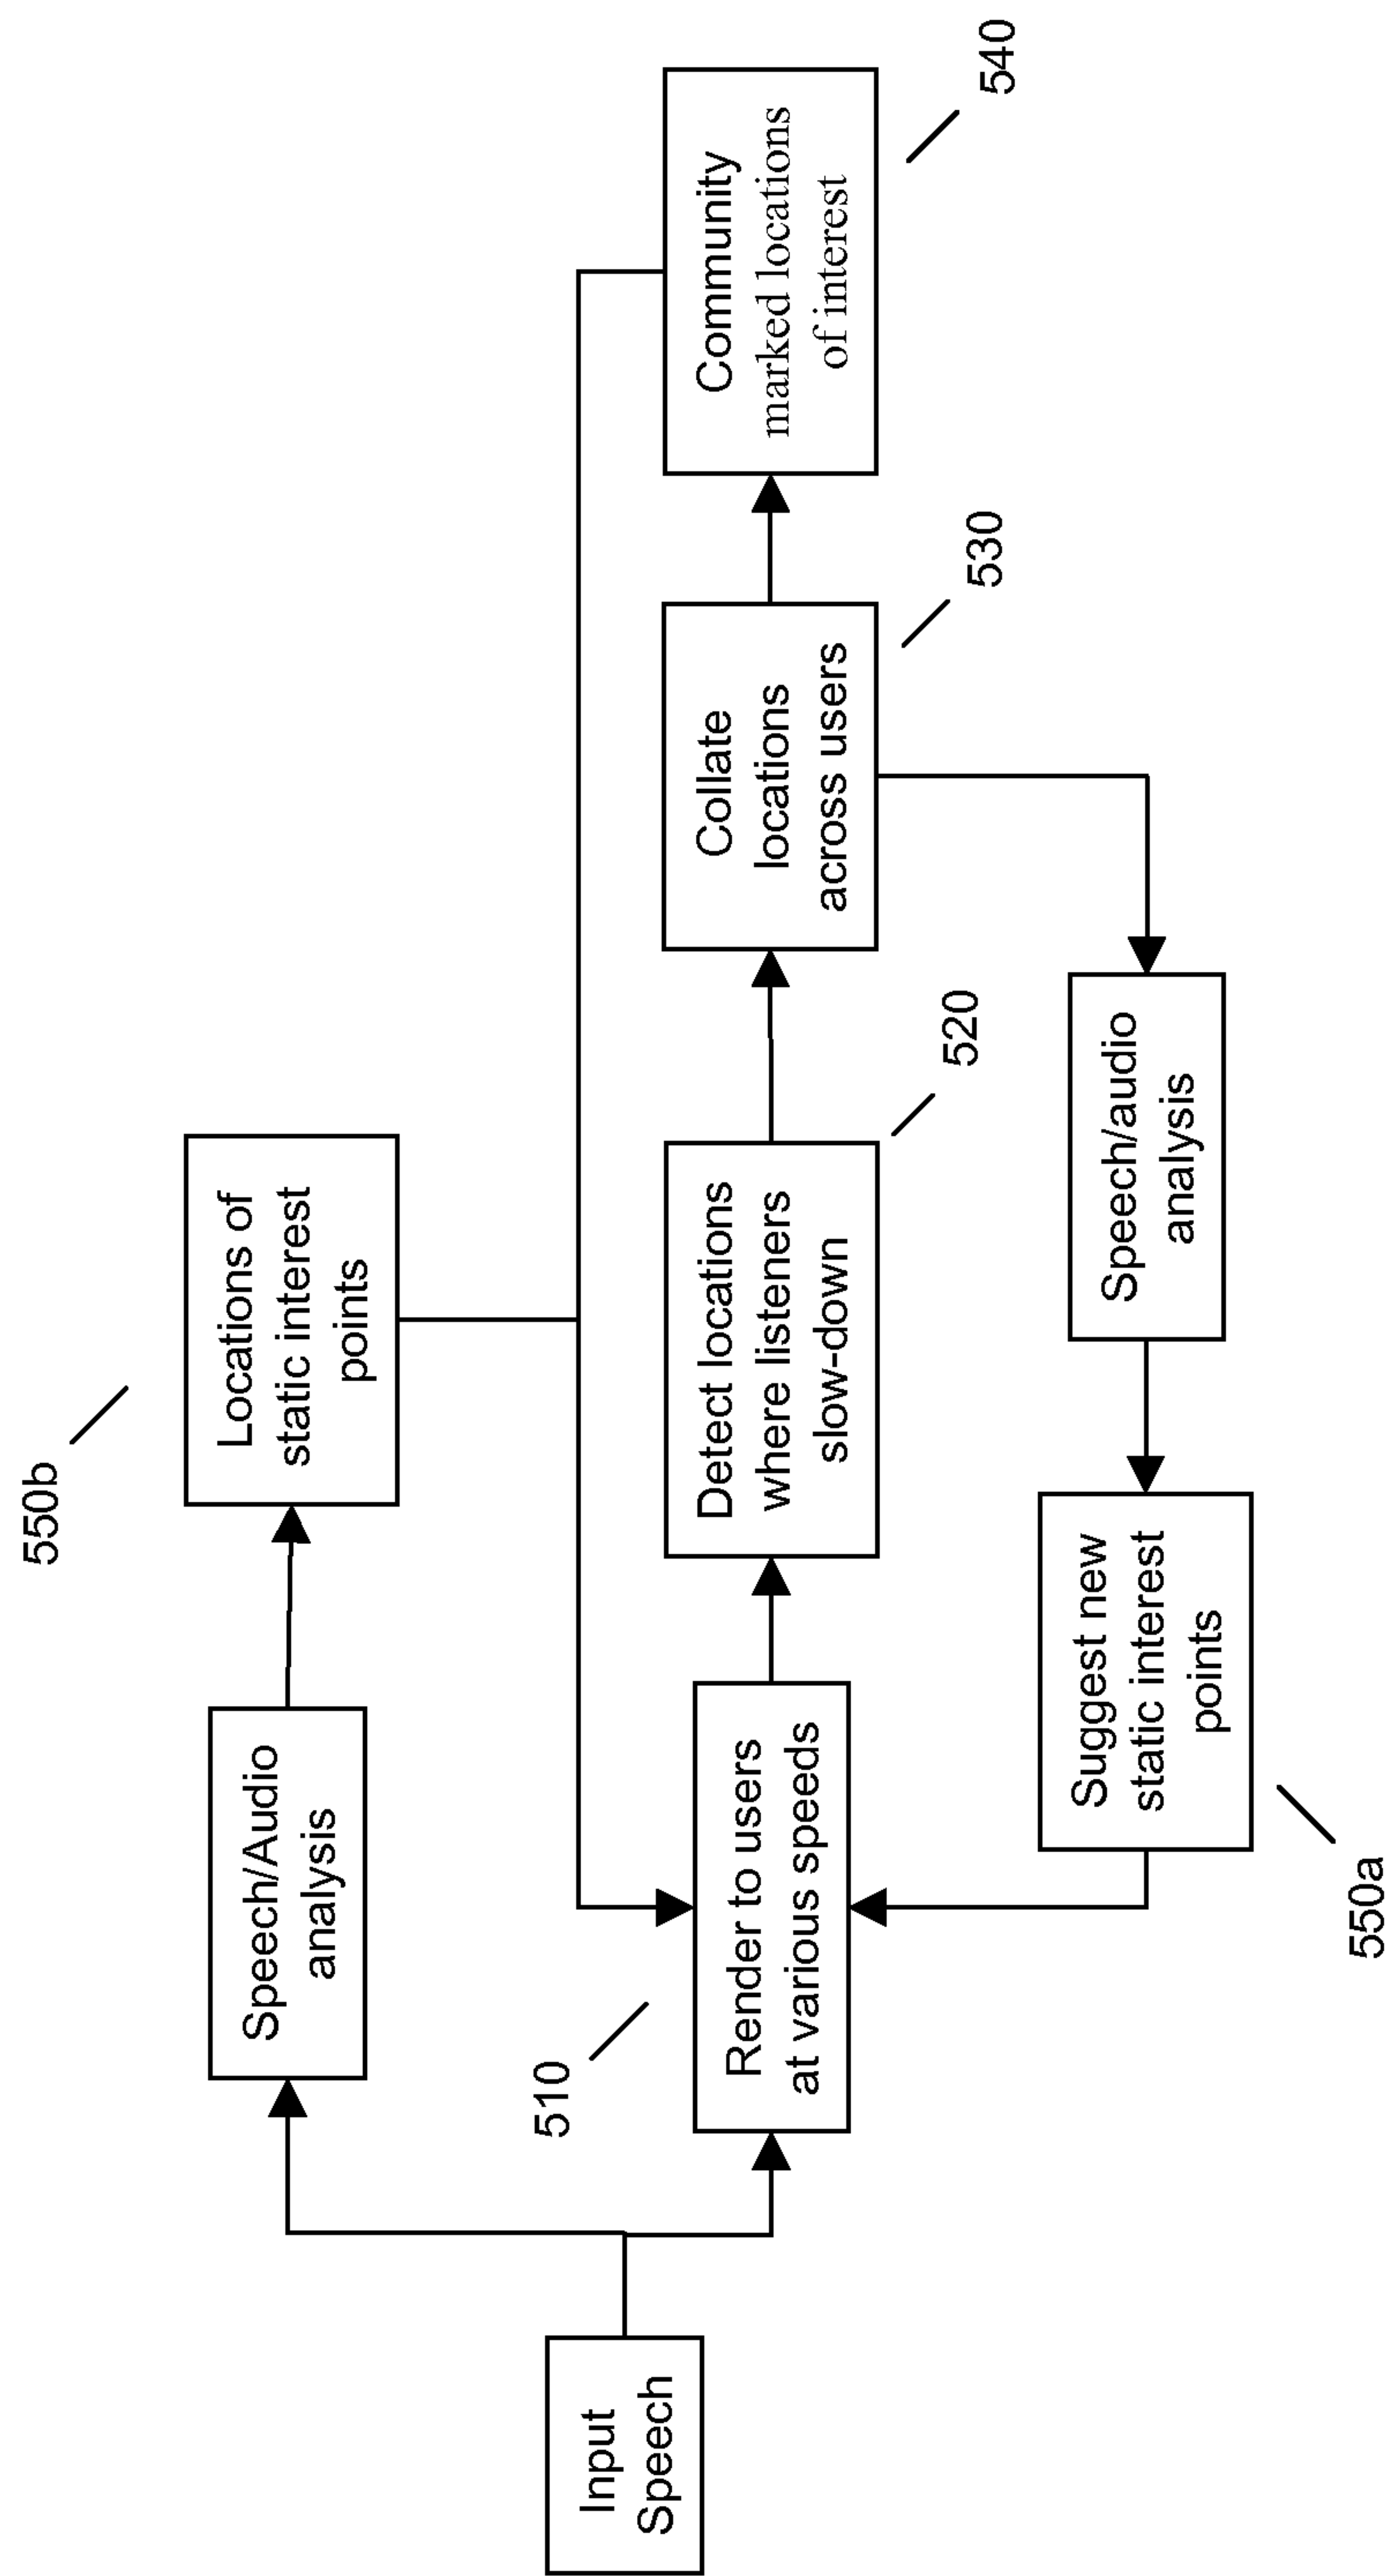 Input
Speech
Speech/Audio
analysis
550b
Locations of
static interest
points
510
Render to users
at various speeds
Detect locations
where listeners
slow-down
520
Collate
locations
across users
530
Community
marked locations
of interest
540
Speech/audio
analysis
Suggest new
static interest
points
550a